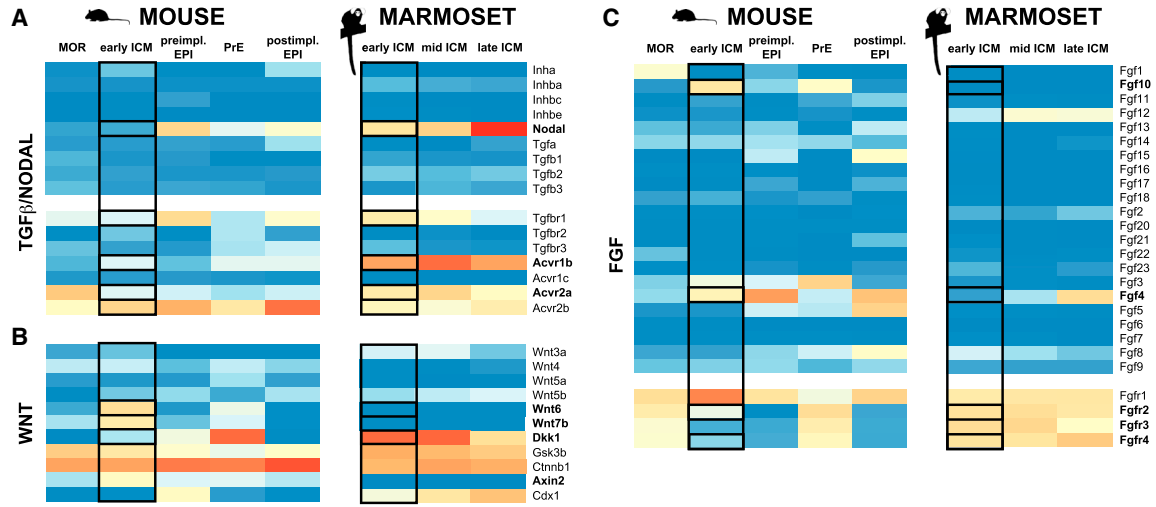 A
MOUSE
MARMOSET
MOR
early ICM
preimpl.
EPI
PrE
postimpl.
EPI
early ICM
mid ICM
late ICM
TGFβ/NODAL
Inha
Inhba
Inhbc
Inhbe
Nodal
Tgfa
Tgfb1
Tgfb2
Tgfb3
Tgfbr1
Tgfbr2
Tgfbr3
Acvr1b
Acvr1c
Acvr2a
Acvr2b
B
WNT
Wnt3a
Wnt4
Wnt5a
Wnt5b
Wnt6
Wnt7b
Dkk1
Gsk3b
Ctnnb1
Axin2
Cdx1
C
MOUSE
MARMOSET
MOR
early ICM
preimpl.
EPI
PrE
postimpl.
EPI
early ICM
mid ICM
late ICM
FGF
Fgf1
Fgf10
Fgf11
Fgf12
Fgf13
Fgf14
Fgf15
Fgf16
Fgf17
Fgf18
Fgf2
Fgf20
Fgf21
Fgf22
Fgf23
Fgf3
Fgf4
Fgf5
Fgf6
Fgf7
Fgf8
Fgf9
Fgfr1
Fgfr2
Fgfr3
Fgfr4